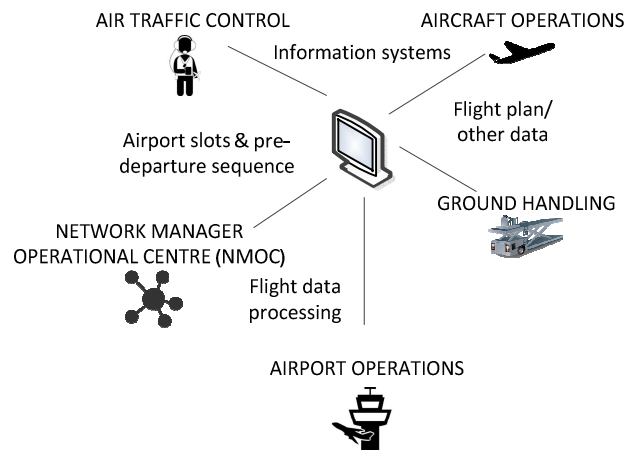 AIR TRAFFIC CONTROL
AIRCRAFT OPERATIONS
Information systems
Flight plan/
other data
Airport slots & pre-
departure sequence
GROUND HANDLING
NETWORK MANAGER
OPERATIONAL CENTRE (NMOC)
Flight data
processing
AIRPORT OPERATIONS